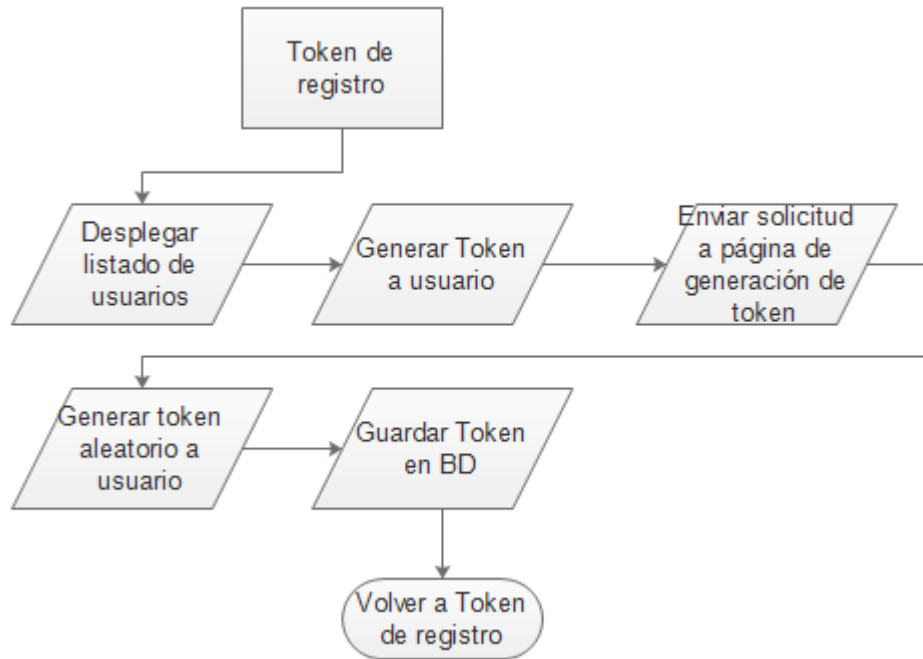 Token de
registro
Desplegar
listado de
usuarios
Generar Token
a usuario
Enviar solicitud
a página de
generación de
token
Generar token
aleatorio a
usuario
Guardar Token
en BD
Volver a Token
de registro